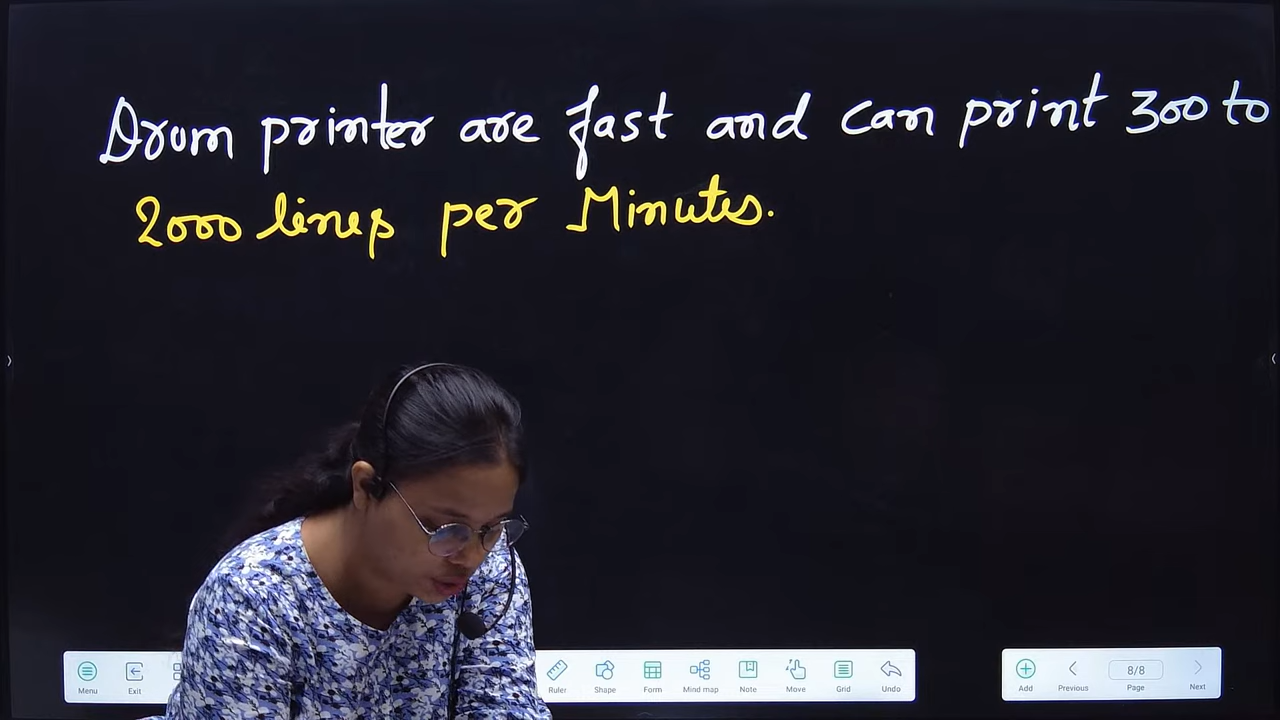 Drum printer are fast and can print 300 to
2000 lines per Minutes.
Menu Exit Ruler Shape Form Mind map Note Move Grid Undo Add Previous 8/8 Page Next